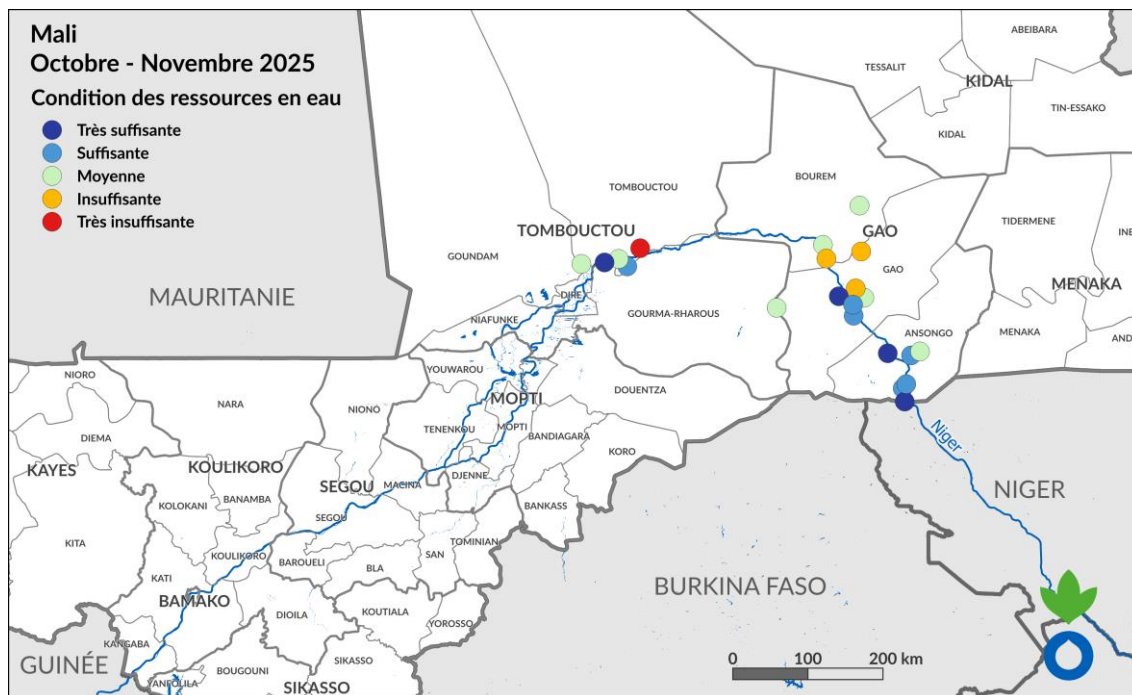 Mali
Octobre - Novembre 2025
Condition des ressources en eau
Très suffisante
Suffisante
Moyenne
Insuffisante
Très insuffisante
ABEIBARA
TESSALIT
KIDAL
TIN-ESSAKO
KIDAL
TOMBOUCTOU
BOUREM
TIDERMENE
TOMBOUCTOU
GAO
INE
GOUNDAM
GAO
MAURITANIE
MENAKA
DIRE
GOURMA-RHAROUS
NIAFUNKE
ANSONGO
MENAKA
AND
YOUWAROU
NIORO
DOUENTZA
NARA
NIONO
MOPTI
TENENKOU
MOPTI
DIEMA
BANDIAGARA
Niger
KORO
KAYES
KOULIKORO
DJENNE
SEGOU
MACINA
NIGER
BANAMBA
KOLOKANI
BANKASS
SEGOU
KITA
TOMINIAN
KOULIKORO
SAN
BAROUELI
BLA
KATI
BURKINA FASO
BAMAKO
DIOILA
KOUTIALA
YOROSSO
KANGABA
GUINÉE
SIKASSO
BOUGOUNI
0 100 200 km
YANFOLILA
SIKASSO